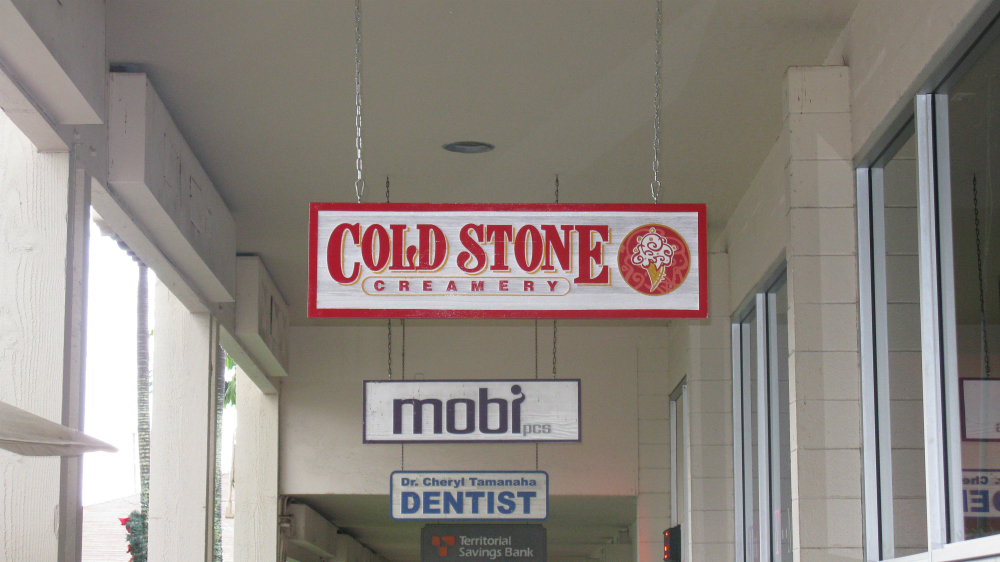 COLD STONE
CREAMERY
mobi
pcs
Dr. Cheryl Tamanaha
DENTIST
Territorial
Savings Bank